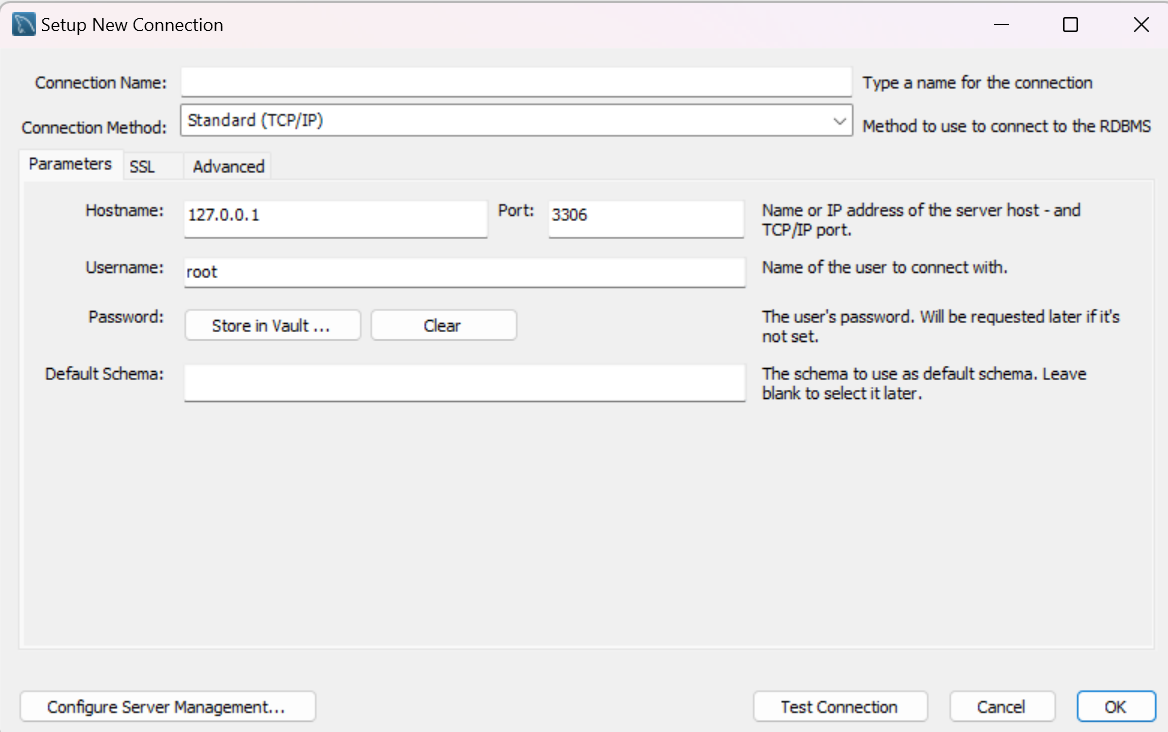 Setup New Connection
Connection Name:
Type a name for the connection
Connection Method: Standard (TCP/IP)
Method to use to connect to the RDBMS
Parameters SSL Advanced
Hostname: 127.0.0.1 Port: 3306
Name or IP address of the server host - and
TCP/IP port.
Username: root
Name of the user to connect with.
Password: Store in Vault ... Clear
The user's password. Will be requested later if it's
not set.
Default Schema:
The schema to use as default schema. Leave
blank to select it later.
Configure Server Management... Test Connection Cancel OK